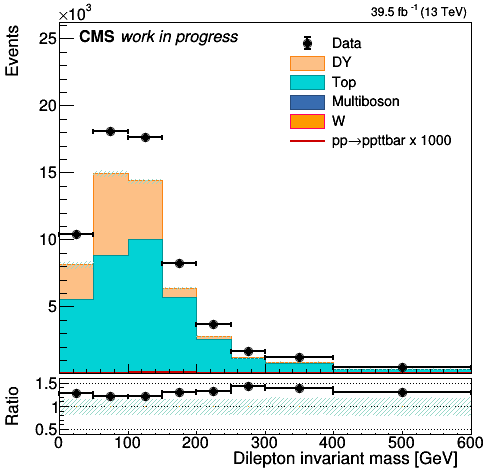 ×10³
39.5 fb⁻¹ (13 TeV)
Events
CMS work in progress
Data
DY
Top
Multiboson
W
pp→ppttbar x 1000
25
20
15
10
5
Ratio
1.5
1
0.5
0 100 200 300 400 500 600
Dilepton invariant mass [GeV]